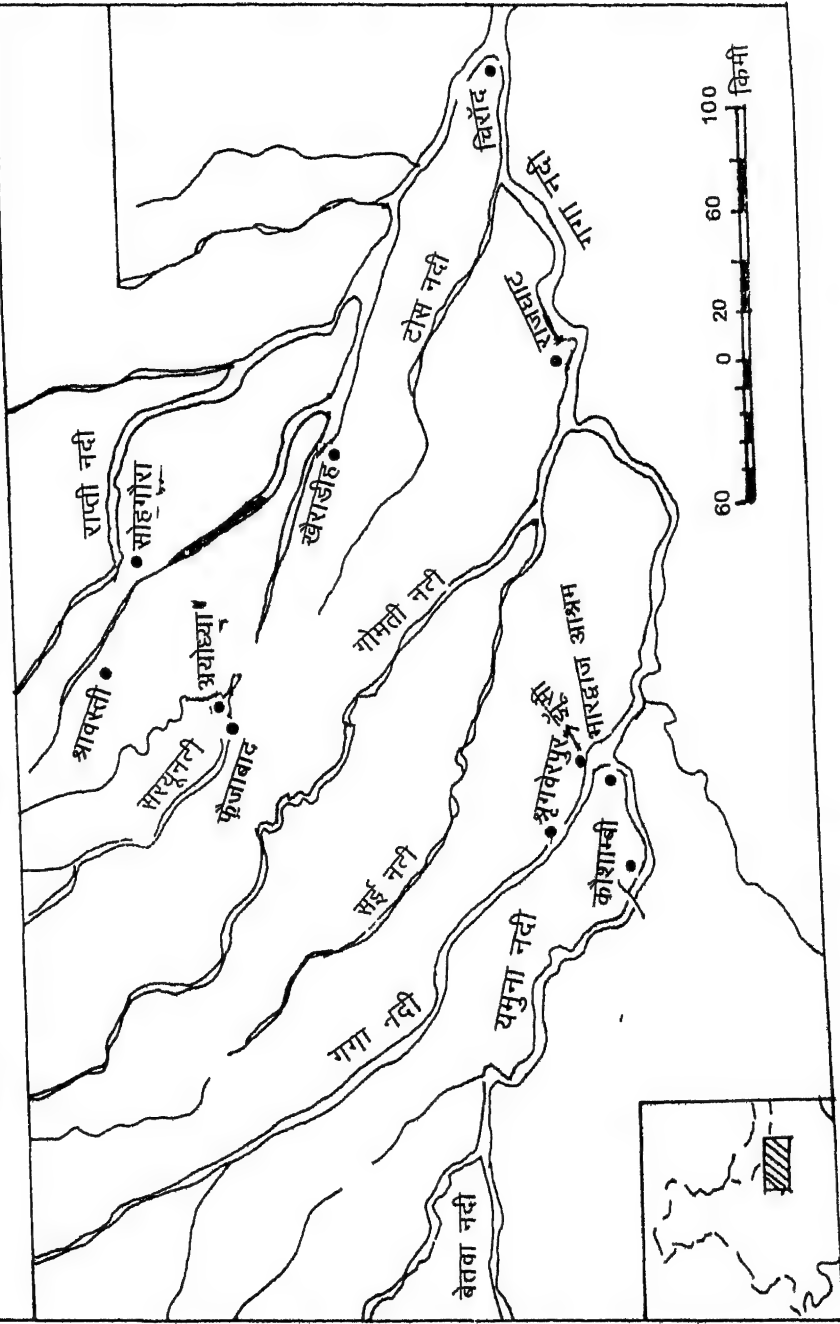 चिराँद
गंगा नदी
टोंस नदी
राजघाट
राप्ती नदी
सोहगौरा
खैराडीह
श्रावस्ती
अयोध्या
सरयू नदी
फैजाबाद
गोमती नदी
सई नदी
श्रृंगवेरपुर
झूंसी
भारद्वाज आश्रम
कौशाम्बी
गगा नदी
यमुना नदी
बेतवा नदी
60 0 20 60 100
किमी